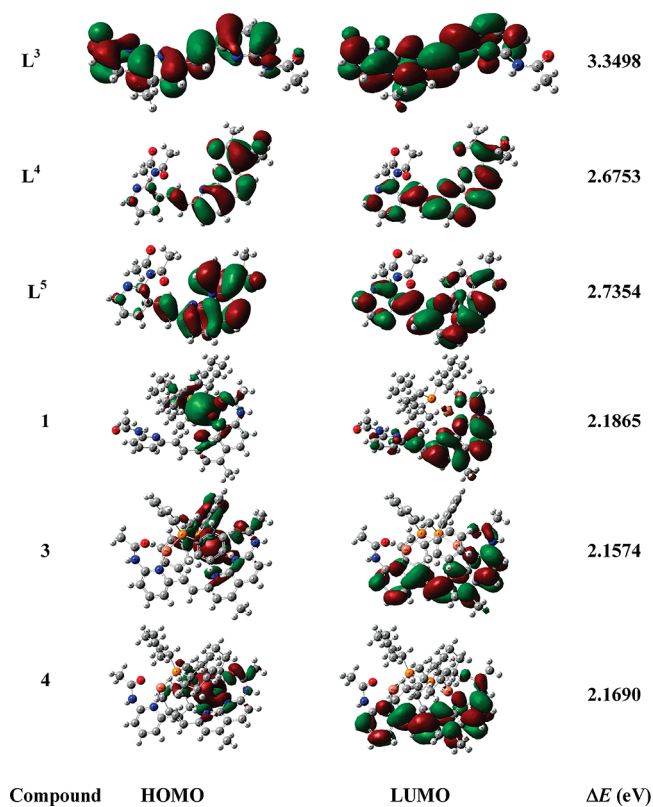 L³ 3.3498
L⁴ 2.6753
L⁵ 2.7354
1 2.1865
3 2.1574
4 2.1690
Compound HOMO LUMO ΔE (eV)